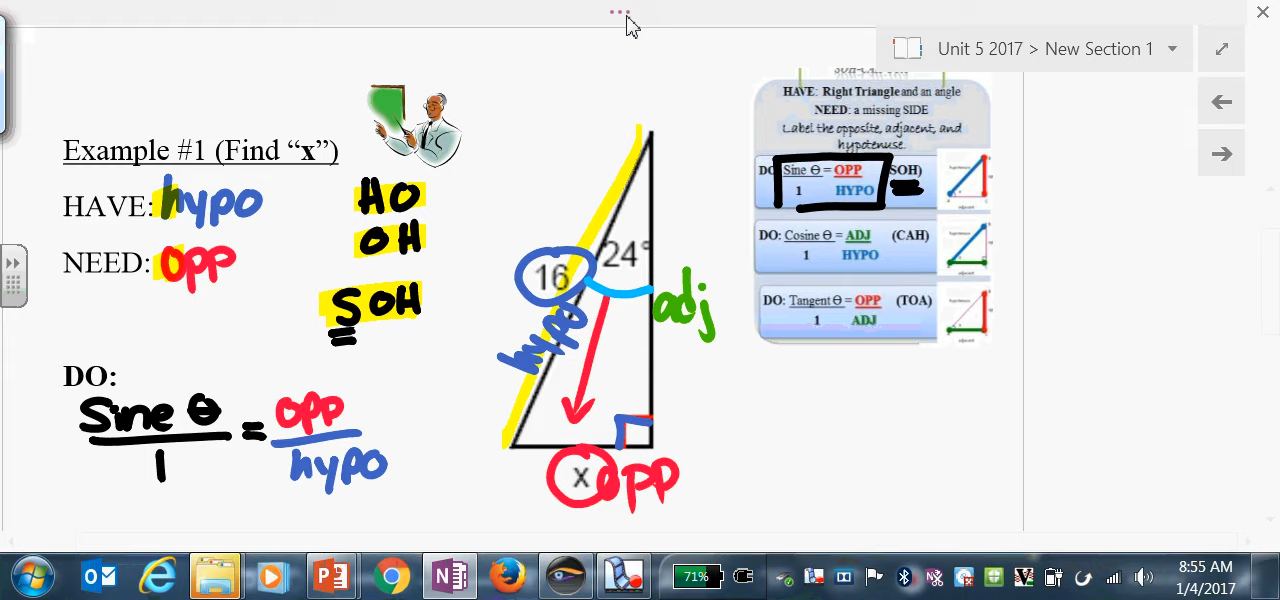 Unit 5 2017 > New Section 1
HAVE: Right Triangle and an angle
NEED: a missing SIDE
Label the opposite, adjacent, and
hypotenuse.
DO: Sine Θ = OPP (SOH)
1 HYPO
DO: Cosine Θ = ADJ (CAH)
1 HYPO
DO: Tangent Θ = OPP (TOA)
1 ADJ
Example #1 (Find “x”)
HAVE: hypo
NEED: opp
HO
OH
SOH
DO:
Sine Θ = opp
1 hypo
24°
16
hypo
adj
x opp
71%
8:55 AM
1/4/2017